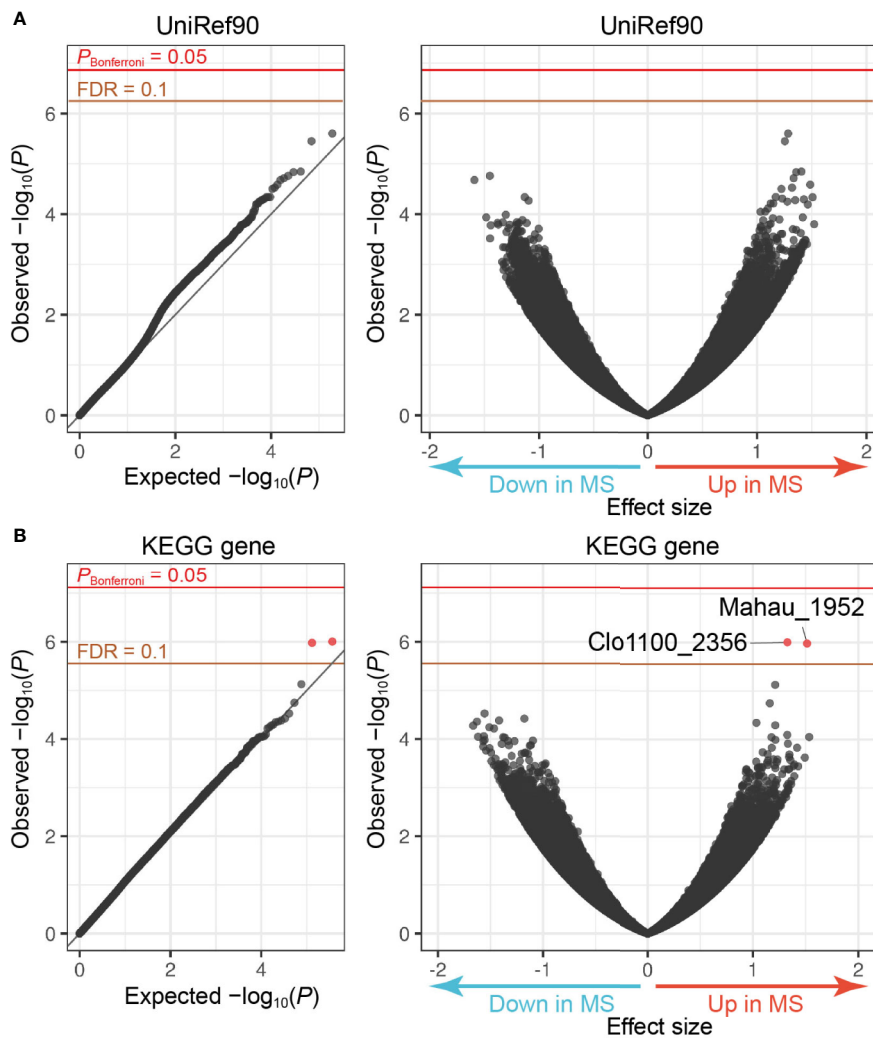 A
UniRef90
UniRef90
P Bonferroni = 0.05
FDR = 0.1
Observed −log10(P)
6
4
2
0
0
2
4
Expected −log10(P)
Observed −log10(P)
6
4
2
0
-2
-1
0
1
2
Down in MS
Up in MS
Effect size
B
KEGG gene
KEGG gene
P Bonferroni = 0.05
FDR = 0.1
Observed −log10(P)
6
4
2
0
0
2
4
Expected −log10(P)
Mahau_1952
Clo1100_2356
Observed −log10(P)
6
4
2
0
-2
-1
0
1
2
Down in MS
Up in MS
Effect size